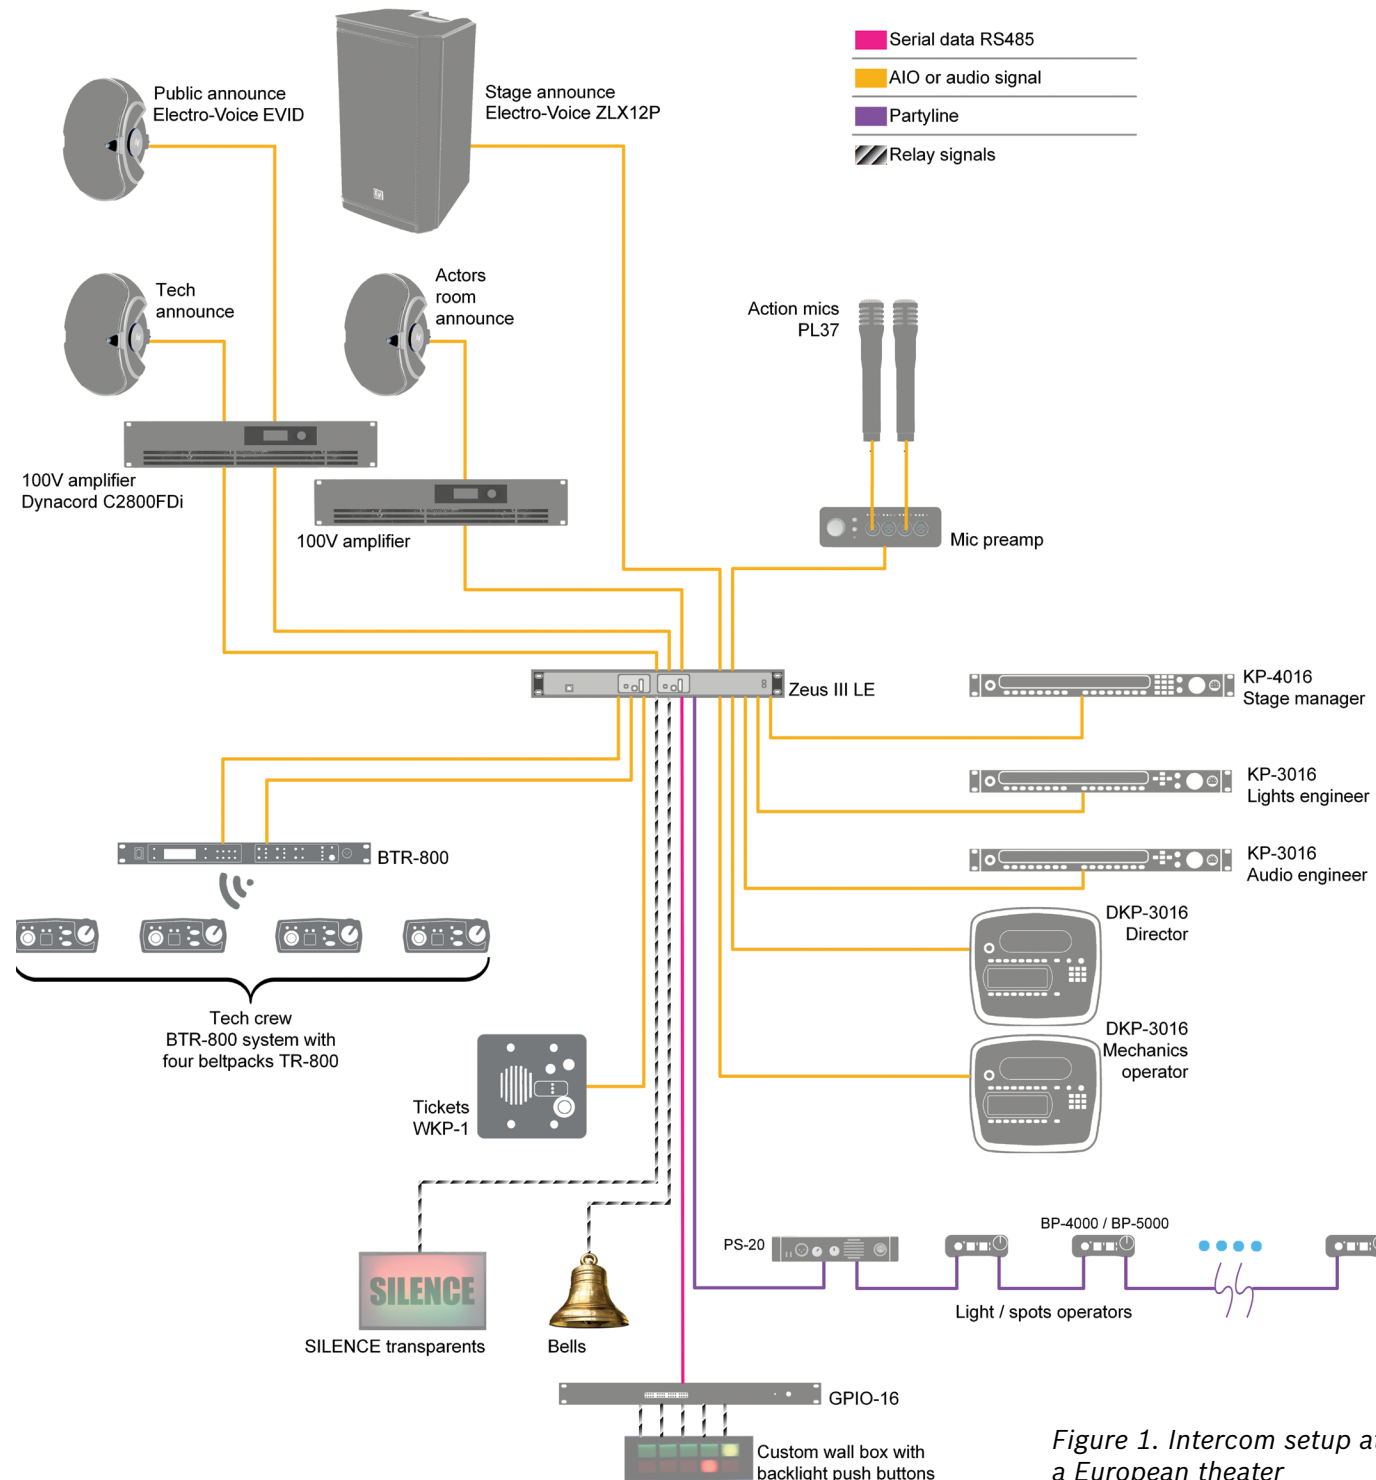 Serial data RS485
AIO or audio signal
Partyline
Relay signals
Public announce
Electro-Voice EVID
Stage announce
Electro-Voice ZLX12P
Tech
announce
Actors
room
announce
Action mics
PL37
100V amplifier
Dynacord C2800FDi
100V amplifier
Mic preamp
Zeus III LE
KP-4016
Stage manager
KP-3016
Lights engineer
BTR-800
KP-3016
Audio engineer
DKP-3016
Director
Tech crew
BTR-800 system with
four beltpacks TR-800
DKP-3016
Mechanics
operator
Tickets
WKP-1
PS-20
BP-4000 / BP-5000
SILENCE
Light / spots operators
SILENCE transparents
Bells
GPIO-16
Custom wall box with
backlight push buttons
Figure 1. Intercom setup at
a European theater